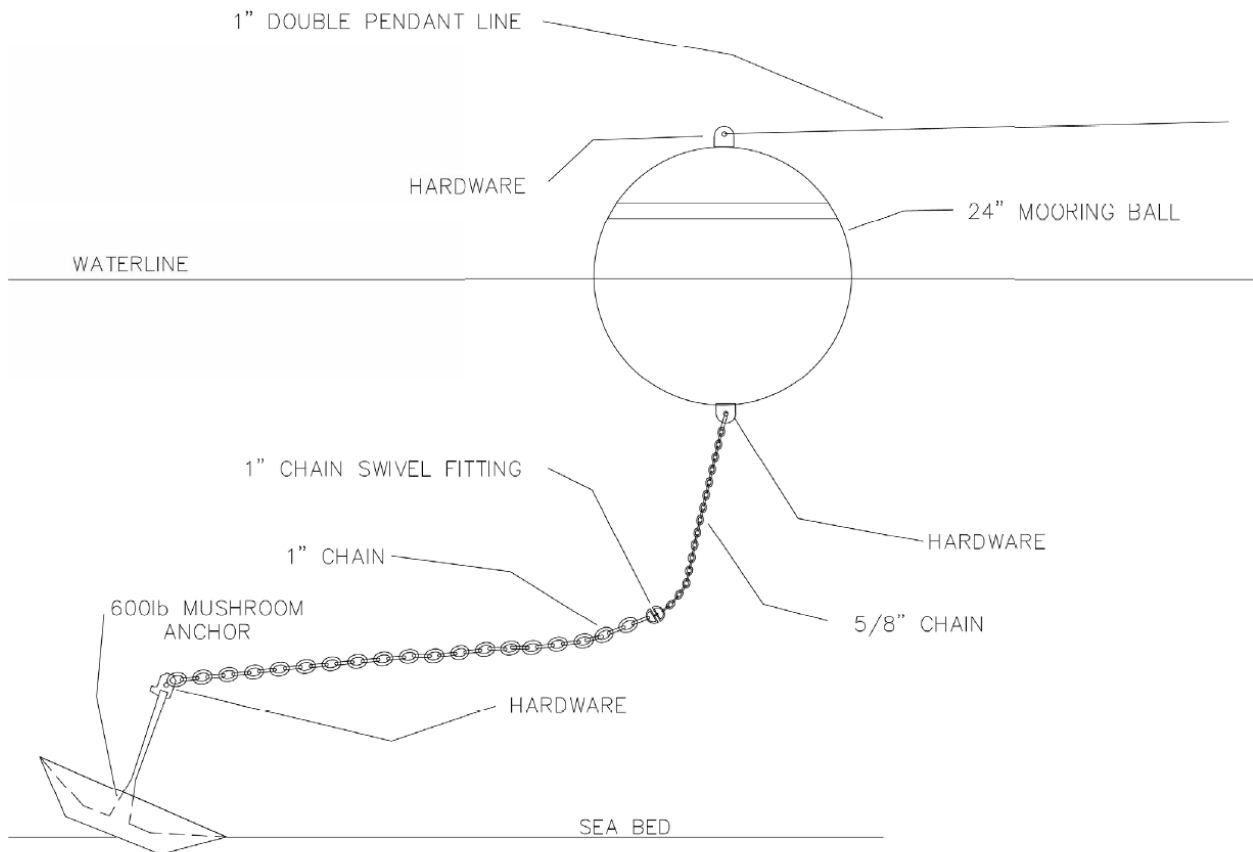 1" DOUBLE PENDANT LINE
HARDWARE
24" MOORING BALL
WATERLINE
1" CHAIN SWIVEL FITTING
HARDWARE
1" CHAIN
600lb MUSHROOM
ANCHOR
5/8" CHAIN
HARDWARE
SEA BED